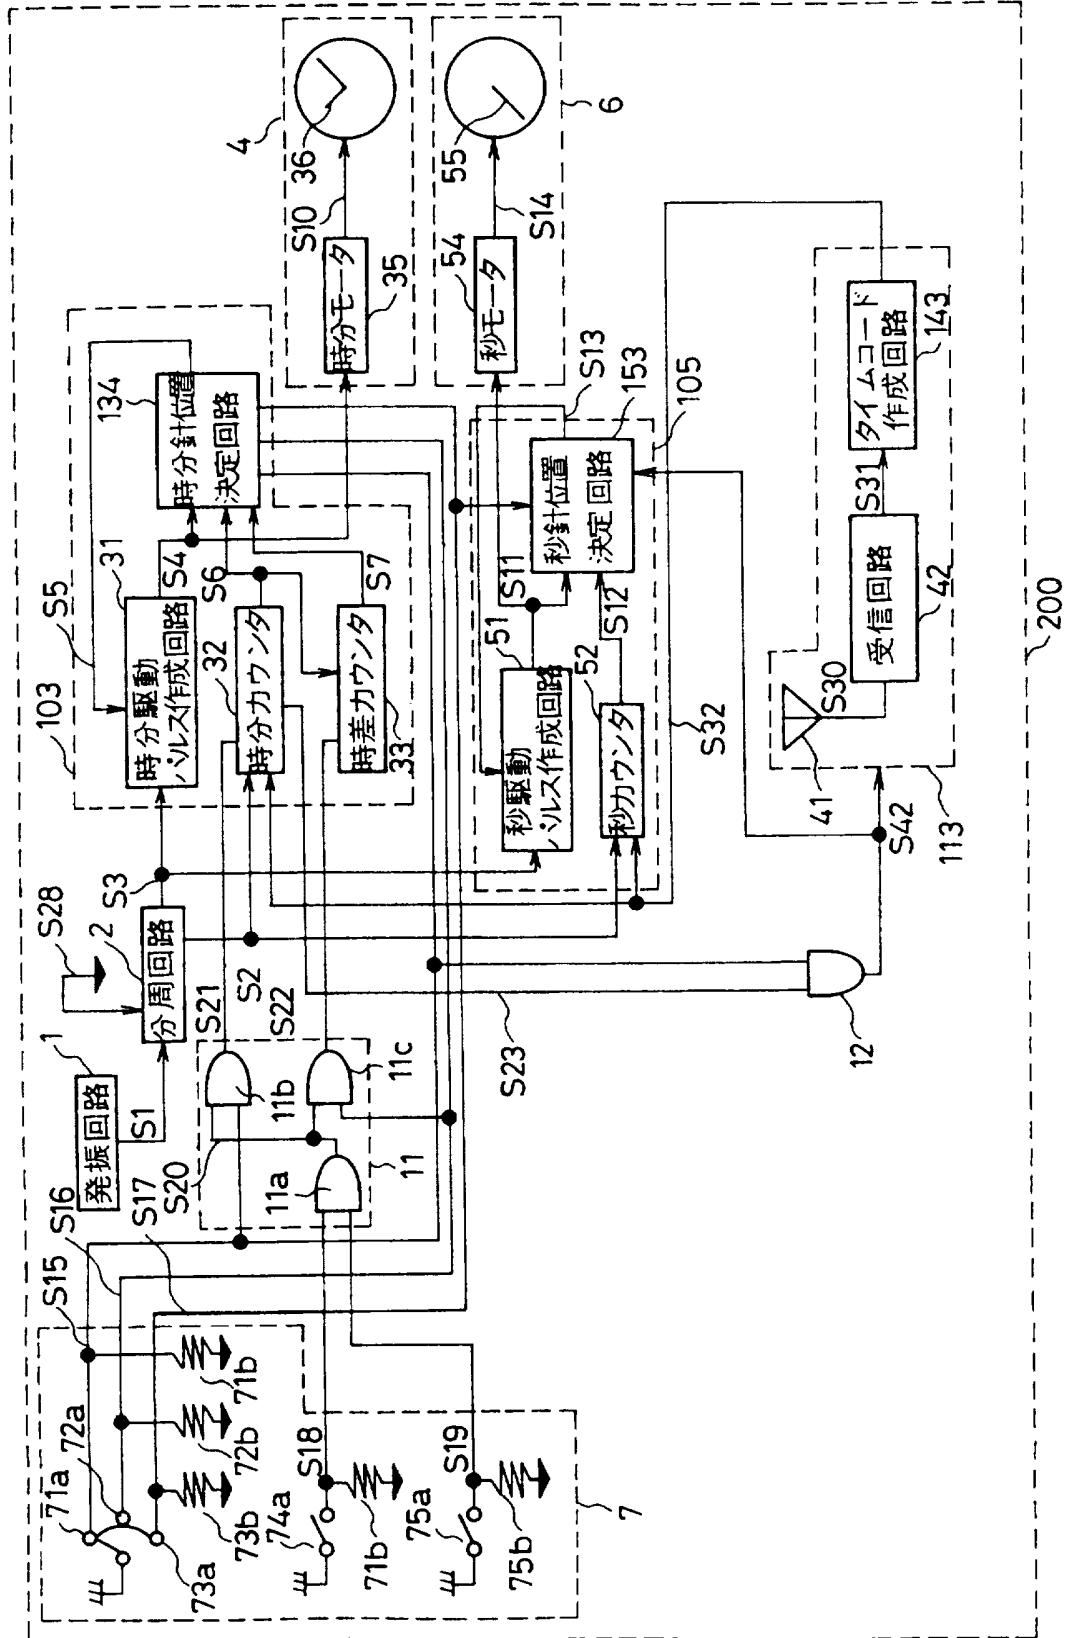 71a
72a
S15
S16
S17
71b
72b
73b
73a
74a
S18
71b
75a
S19
75b
7
1
発振回路
S1
S28
2
分周回路
S3
S20
S21
S2
S22
11b
11c
11a
11
S23
12
103
S5
31
時分駆動
パルス作成回路
S4
134
時分針位置
決定回路
32
時分カウンタ
S6
33
時差カウンタ
S7
4
S10
36
時分モータ
35
6
54
秒モータ
55
S14
51
秒駆動
パルス作成回路
S11
52
秒カウンタ
S12
秒針位置
決定回路
S13
153
105
S32
S42
113
41
S30
受信回路
42
S31
タイムコード
作成回路
143
200